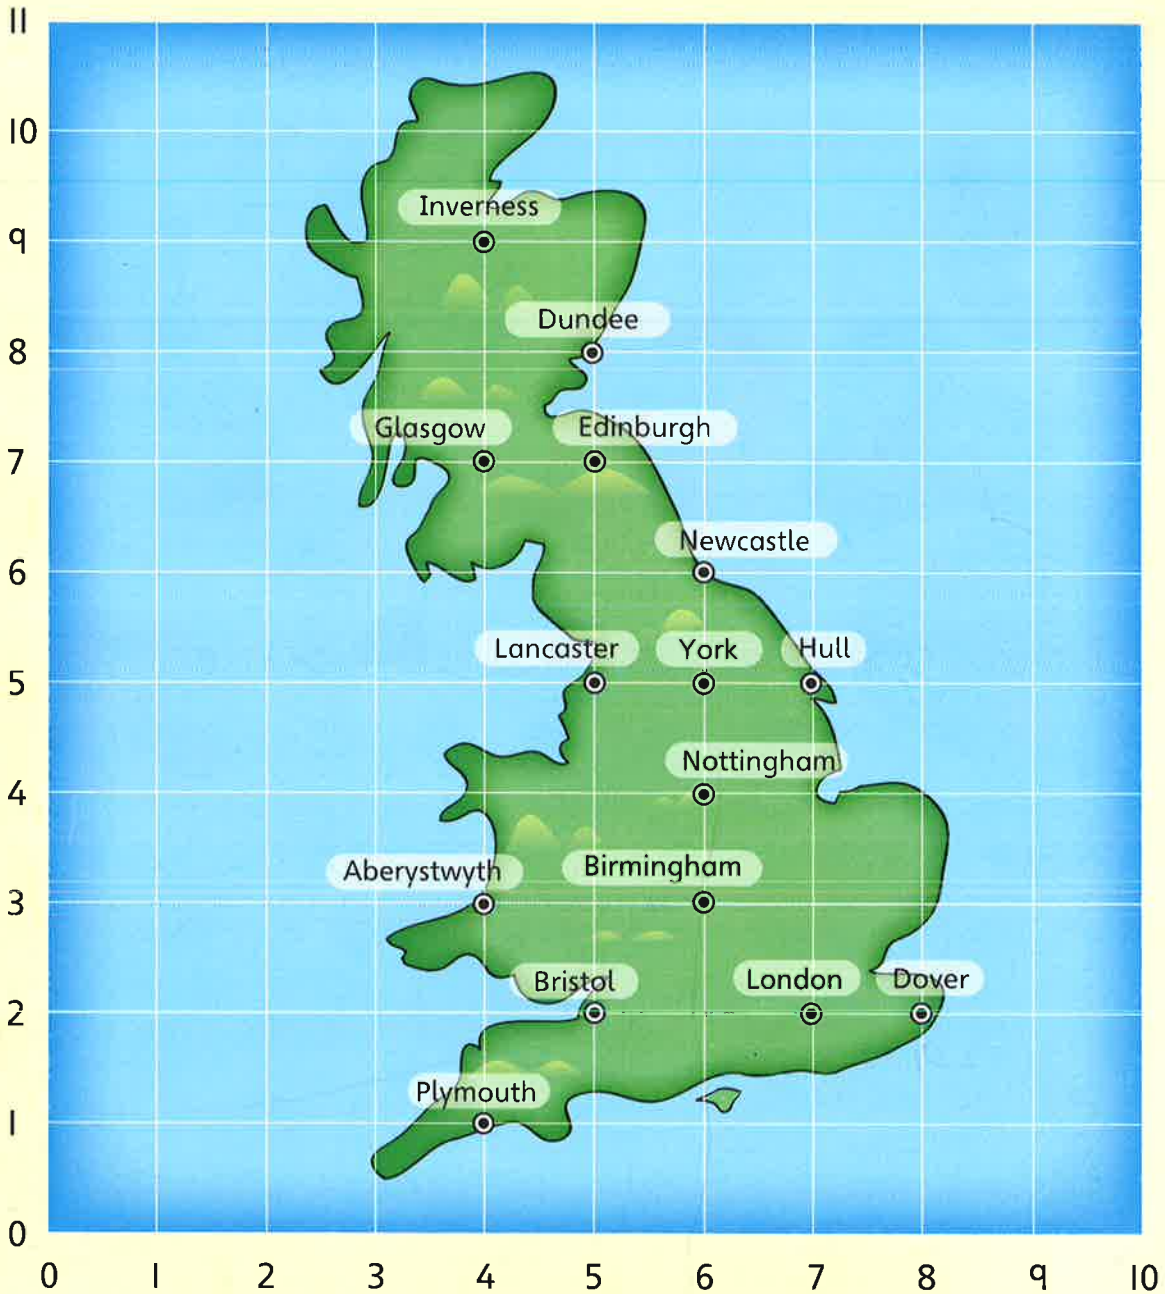 11
10
Inverness
9
Dundee
8
Glasgow Edinburgh
7
Newcastle
6
Lancaster York Hull
5
Nottingham
4
Aberystwyth Birmingham
3
Bristol London Dover
2
Plymouth
1
0
0 1 2 3 4 5 6 7 8 9 10